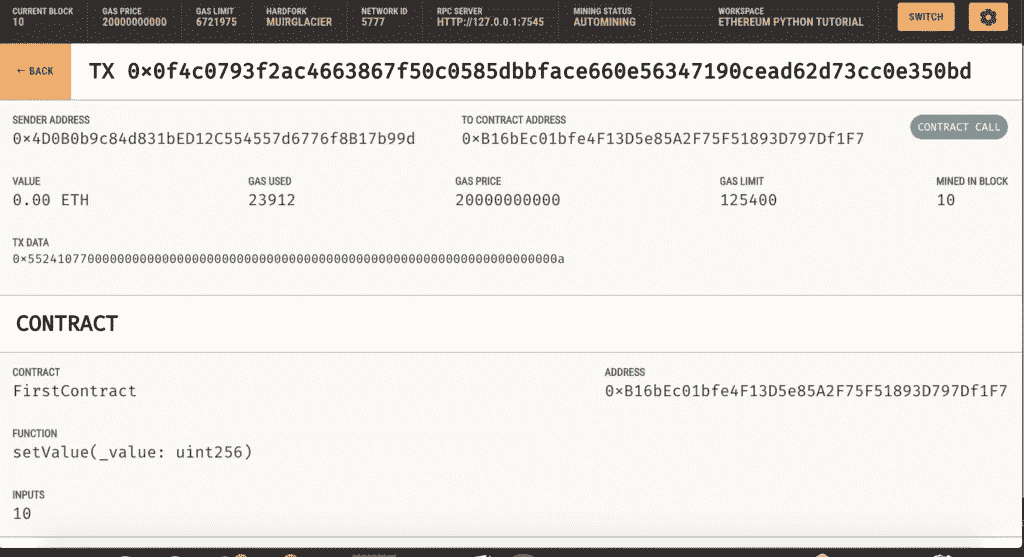 CURRENT BLOCK GAS PRICE GAS LIMIT HARDFORK NETWORK ID RPC SERVER MINING STATUS WORKSPACE
10 20000000000 6721975 MUIRGLACIER 5777 HTTP://127.0.0.1:7545 AUTOMINING ETHEREUM PYTHON TUTORIAL SWITCH
← BACK TX 0×0f4c0793f2ac4663867f50c0585dbbface660e56347190cead62d73cc0e350bd
SENDER ADDRESS TO CONTRACT ADDRESS
0×4D0B0b9c84d831bED12C554557d6776f8B17b99d 0×B16bEc01bfe4F13D5e85A2F75F51893D797Df1F7 CONTRACT CALL
VALUE GAS USED GAS PRICE GAS LIMIT MINED IN BLOCK
0.00 ETH 23912 20000000000 125400 10
TX DATA
0×55241077000000000000000000000000000000000000000000000000000000000000000a
CONTRACT
CONTRACT ADDRESS
FirstContract 0×B16bEc01bfe4F13D5e85A2F75F51893D797Df1F7
FUNCTION
setValue(_value: uint256)
INPUTS
10